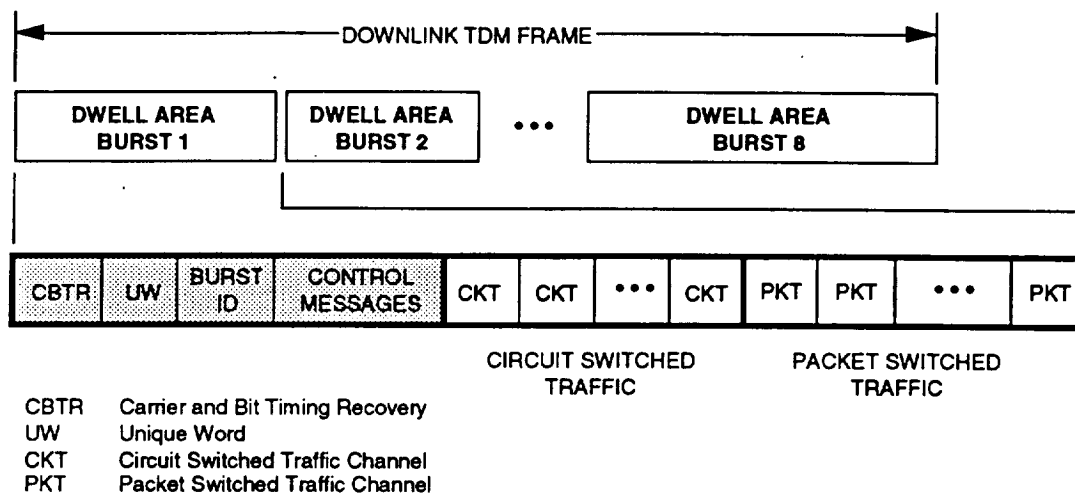 DOWNLINK TDM FRAME
DWELL AREA
BURST 1
DWELL AREA
BURST 2
•••
DWELL AREA
BURST 8
CBTR
UW
BURST
ID
CONTROL
MESSAGES
CKT
CKT
•••
CKT
PKT
PKT
•••
PKT
CIRCUIT SWITCHED
TRAFFIC
PACKET SWITCHED
TRAFFIC
CBTR Carrier and Bit Timing Recovery
UW Unique Word
CKT Circuit Switched Traffic Channel
PKT Packet Switched Traffic Channel